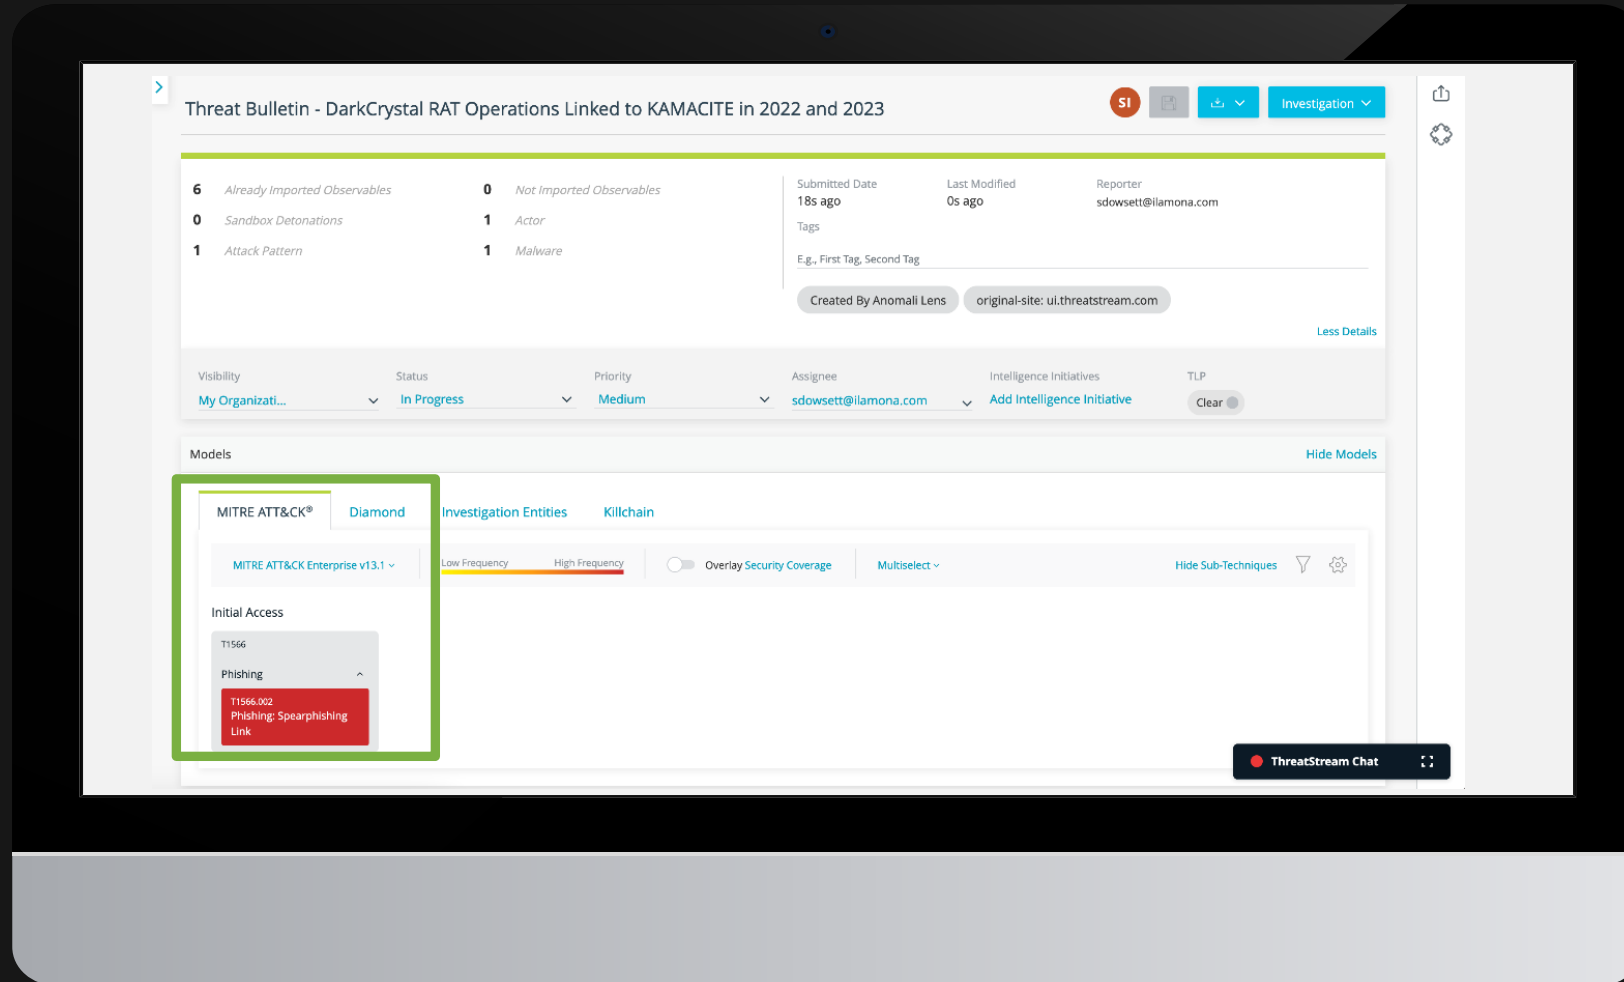 Threat Bulletin - DarkCrystal RAT Operations Linked to KAMACITE in 2022 and 2023
SI
Investigation
6 Already Imported Observables
0 Not Imported Observables
0 Sandbox Detonations
1 Actor
1 Attack Pattern
1 Malware
Submitted Date
18s ago
Last Modified
0s ago
Reporter
sdowsett@ilamona.com
Tags
E.g., First Tag, Second Tag
Created By Anomali Lens
original-site: ui.threatstream.com
Less Details
Visibility
My Organizati...
Status
In Progress
Priority
Medium
Assignee
sdowsett@ilamona.com
Intelligence Initiatives
Add Intelligence Initiative
TLP
Clear
Models
Hide Models
MITRE ATT&CK®
Diamond
Investigation Entities
Killchain
MITRE ATT&CK Enterprise v13.1
Low Frequency
High Frequency
Overlay Security Coverage
Multiselect
Hide Sub-Techniques
Initial Access
T1566
Phishing
T1566.002
Phishing: Spearphishing
Link
ThreatStream Chat